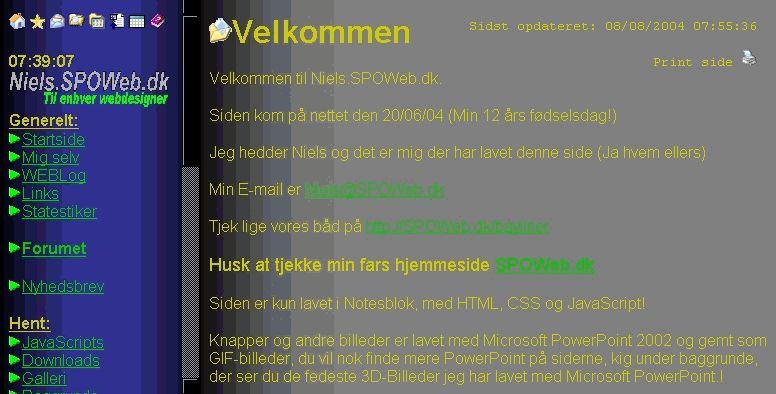 07:39:07
Niels.SPOWeb.dk
Til enhver webdesigner
Generelt:
Startside
Mig selv
WEBLog
Links
Statestiker
Forumet
Nyhedsbrev
Hent:
JavaScripts
Downloads
Galleri
Velkommen
Sidst opdateret: 08/08/2004 07:55:36
Print side
Velkommen til Niels.SPOWeb.dk.
Siden kom på nettet den 20/06/04 (Min 12 års fødselsdag!)
Jeg hedder Niels og det er mig der har lavet denne side (Ja hvem ellers)
Min E-mail er Niels@SPOWeb.dk
Tjek lige vores båd på
Husk at tjekke min fars hjemmeside SPOWeb.dk
Siden er kun lavet i Notesblok, med HTML, CSS og JavaScript!
Knapper og andre billeder er lavet med Microsoft PowerPoint 2002 og gemt som
GIF-billeder, du vil nok finde mere PowerPoint på siderne, kig under baggrunde,
der ser du de fedeste 3D-Billeder jeg har lavet med Microsoft PowerPoint.!